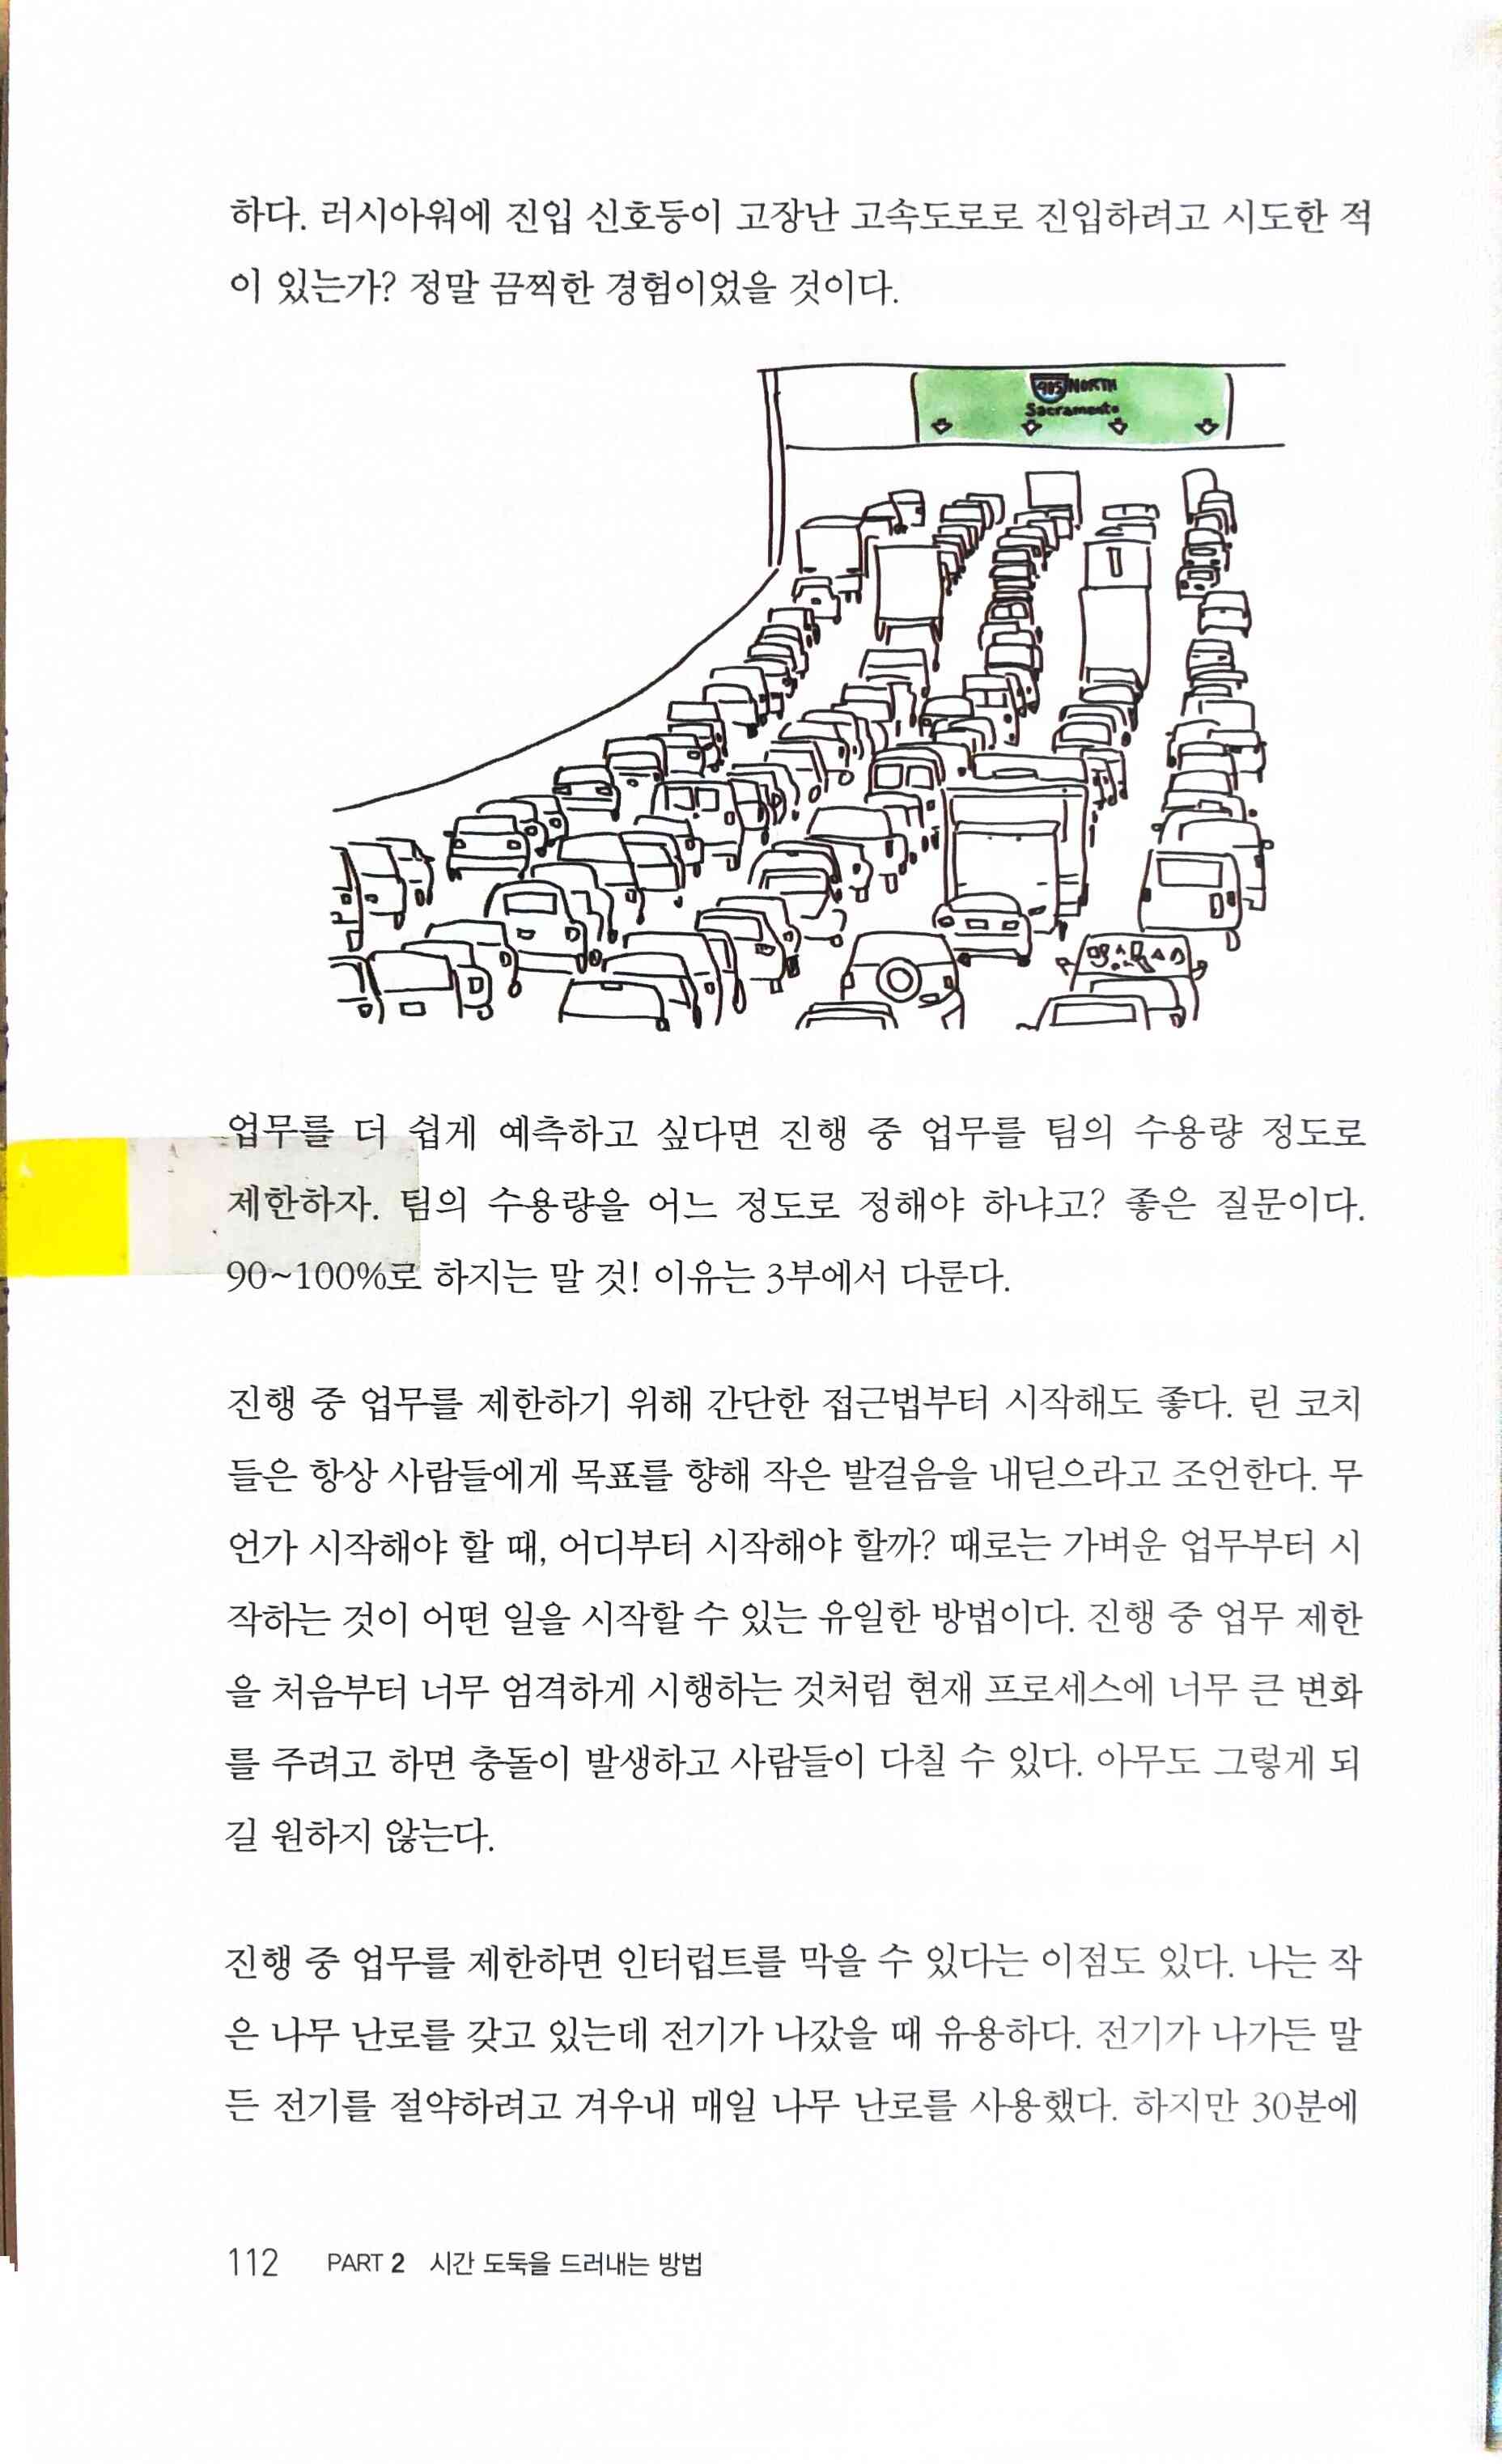 하다. 러시아워에 진입 신호등이 고장난 고속도로로 진입하려고 시도한 적
이 있는가? 정말 끔찍한 경험이었을 것이다.
405 NORTH
Sacramento
업무를 더 쉽게 예측하고 싶다면 진행 중 업무를 팀의 수용량 정도로
제한하자. 팀의 수용량을 어느 정도로 정해야 하냐고? 좋은 질문이다.
90~100%로 하지는 말 것! 이유는 3부에서 다룬다.
진행 중 업무를 제한하기 위해 간단한 접근법부터 시작해도 좋다. 린 코치
들은 항상 사람들에게 목표를 향해 작은 발걸음을 내딛으라고 조언한다. 무
언가 시작해야 할 때, 어디부터 시작해야 할까? 때로는 가벼운 업무부터 시
작하는 것이 어떤 일을 시작할 수 있는 유일한 방법이다. 진행 중 업무 제한
을 처음부터 너무 엄격하게 시행하는 것처럼 현재 프로세스에 너무 큰 변화
를 주려고 하면 충돌이 발생하고 사람들이 다칠 수 있다. 아무도 그렇게 되
길 원하지 않는다.
진행 중 업무를 제한하면 인터럽트를 막을 수 있다는 이점도 있다. 나는 작
은 나무 난로를 갖고 있는데 전기가 나갔을 때 유용하다. 전기가 나가든 말
든 전기를 절약하려고 겨우내 매일 나무 난로를 사용했다. 하지만 30분에
112 PART 2 시간 도둑을 드러내는 방법